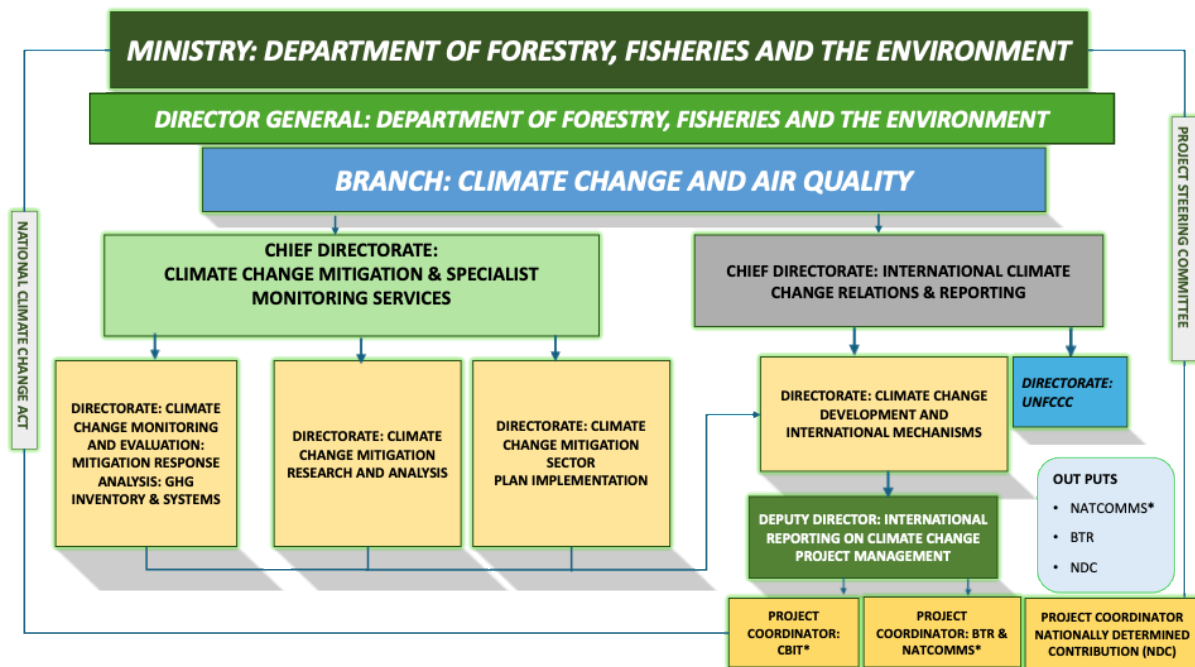 MINISTRY: DEPARTMENT OF FORESTRY, FISHERIES AND THE ENVIRONMENT
DIRECTOR GENERAL: DEPARTMENT OF FORESTRY, FISHERIES AND THE ENVIRONMENT
BRANCH: CLIMATE CHANGE AND AIR QUALITY
NATIONAL CLIMATE CHANGE ACT
PROJECT STEERING COMMITTEE
CHIEF DIRECTORATE:
CLIMATE CHANGE MITIGATION & SPECIALIST
MONITORING SERVICES
CHIEF DIRECTORATE: INTERNATIONAL CLIMATE
CHANGE RELATIONS & REPORTING
DIRECTORATE: CLIMATE
CHANGE MONITORING
AND EVALUATION:
MITIGATION RESPONSE
ANALYSIS: GHG
INVENTORY & SYSTEMS
DIRECTORATE: CLIMATE
CHANGE MITIGATION
RESEARCH AND ANALYSIS
DIRECTORATE: CLIMATE
CHANGE MITIGATION
SECTOR
PLAN IMPLEMENTATION
DIRECTORATE: CLIMATE CHANGE
DEVELOPMENT AND
INTERNATIONAL MECHANISMS
DIRECTORATE:
UNFCCC
OUT PUTS
• NATCOMMS*
• BTR
• NDC
DEPUTY DIRECTOR: INTERNATIONAL
REPORTING ON CLIMATE CHANGE
PROJECT MANAGEMENT
PROJECT
COORDINATOR:
CBIT*
PROJECT
COORDINATOR: BTR &
NATCOMMS*
PROJECT COORDINATOR
NATIONALLY DETERMINED
CONTRIBUTION (NDC)